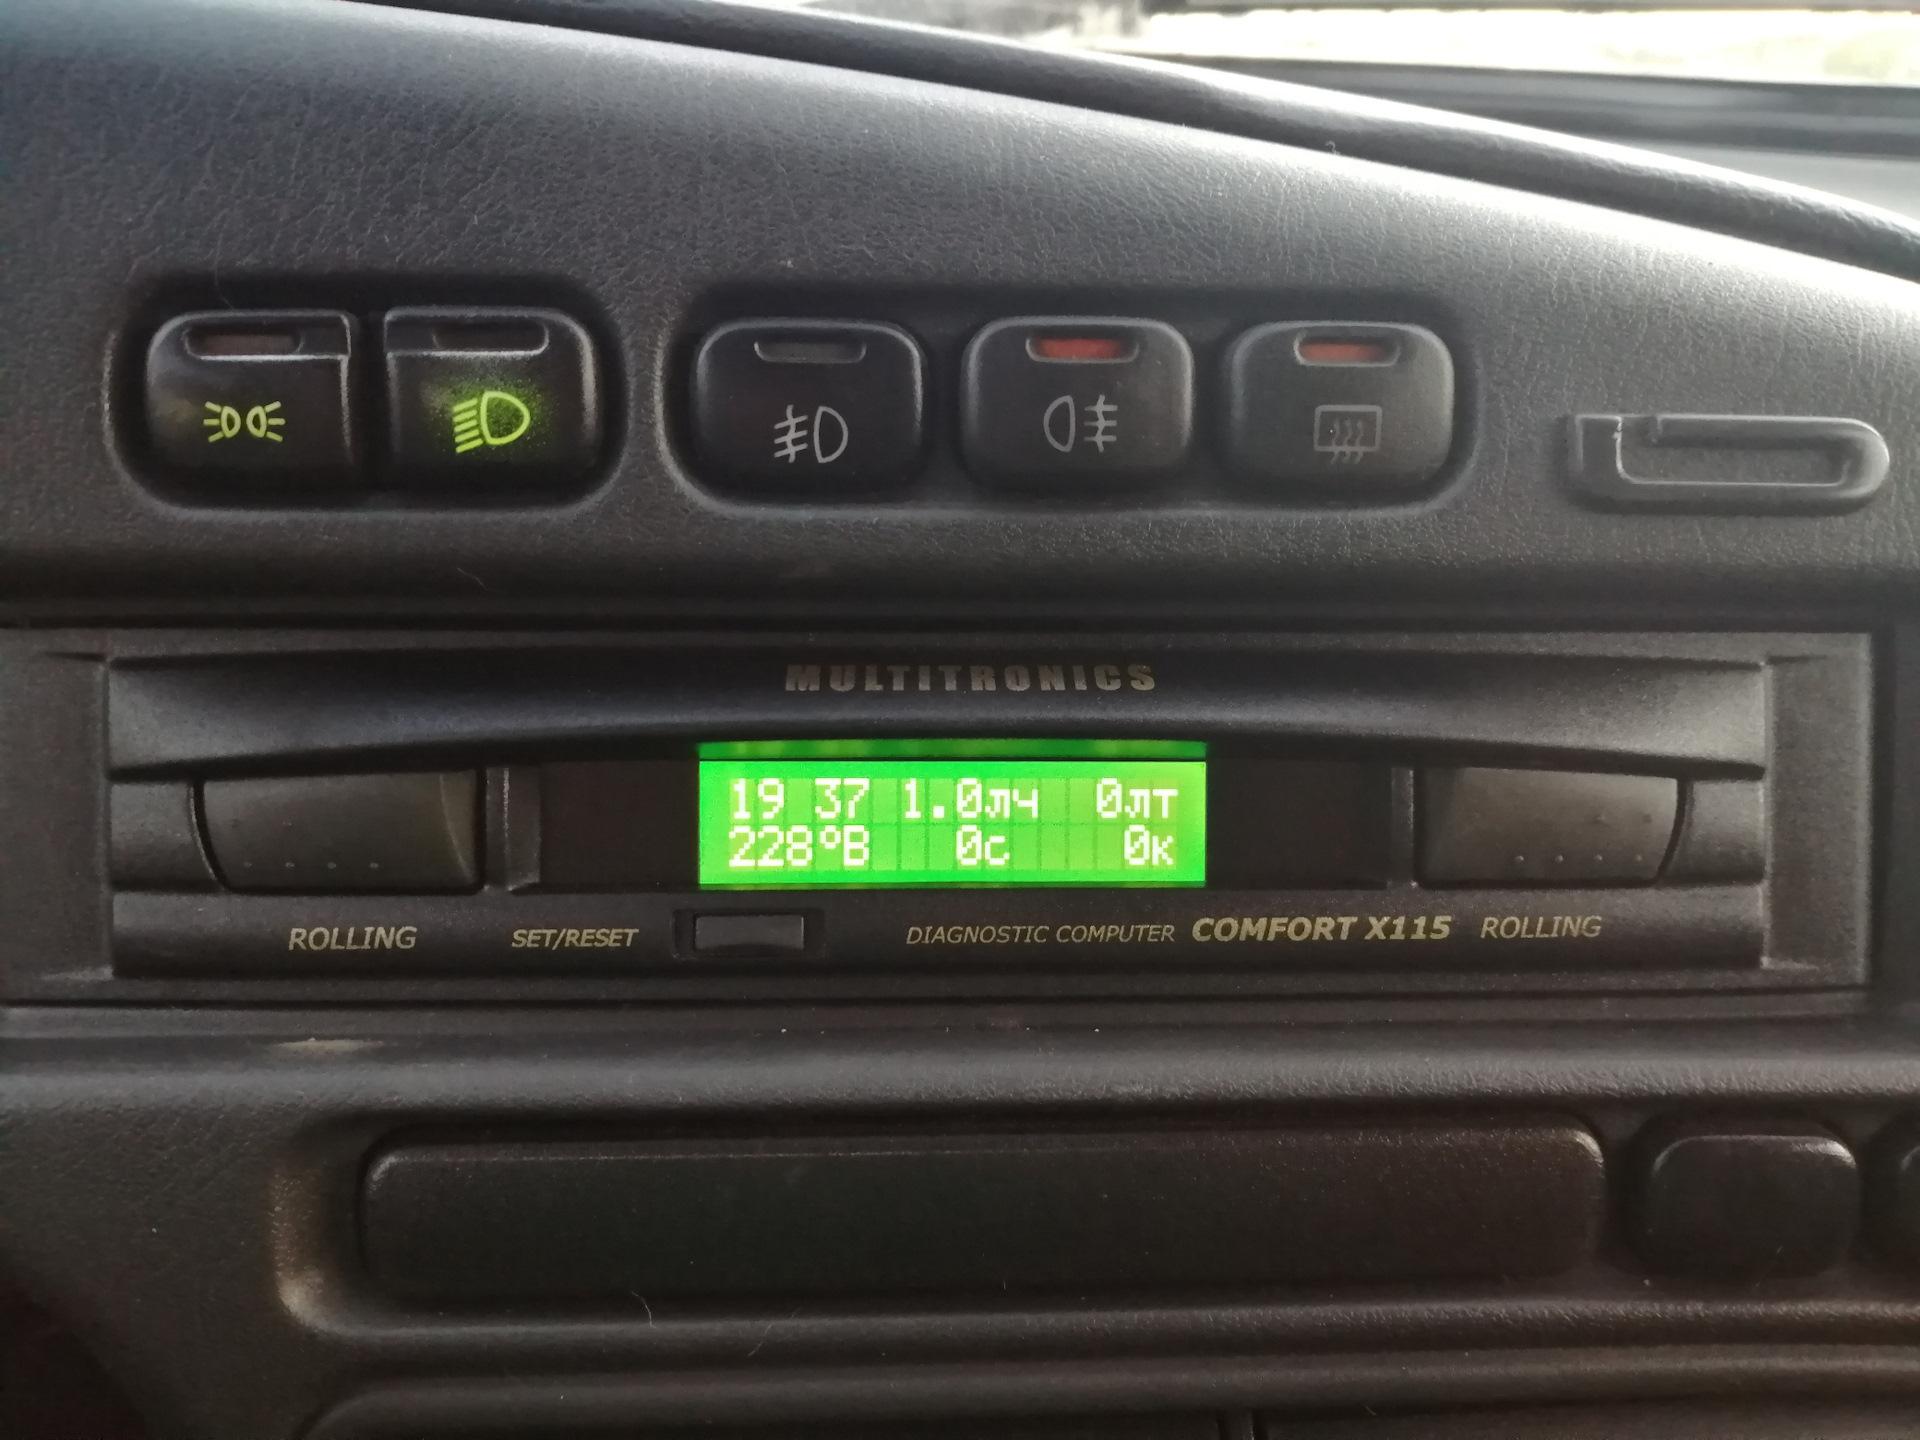 MULTITRONICS
19 37 1.0лч 0лт
228°В 0с 0к
ROLLING SET/RESET DIAGNOSTIC COMPUTER COMFORT X115 ROLLING